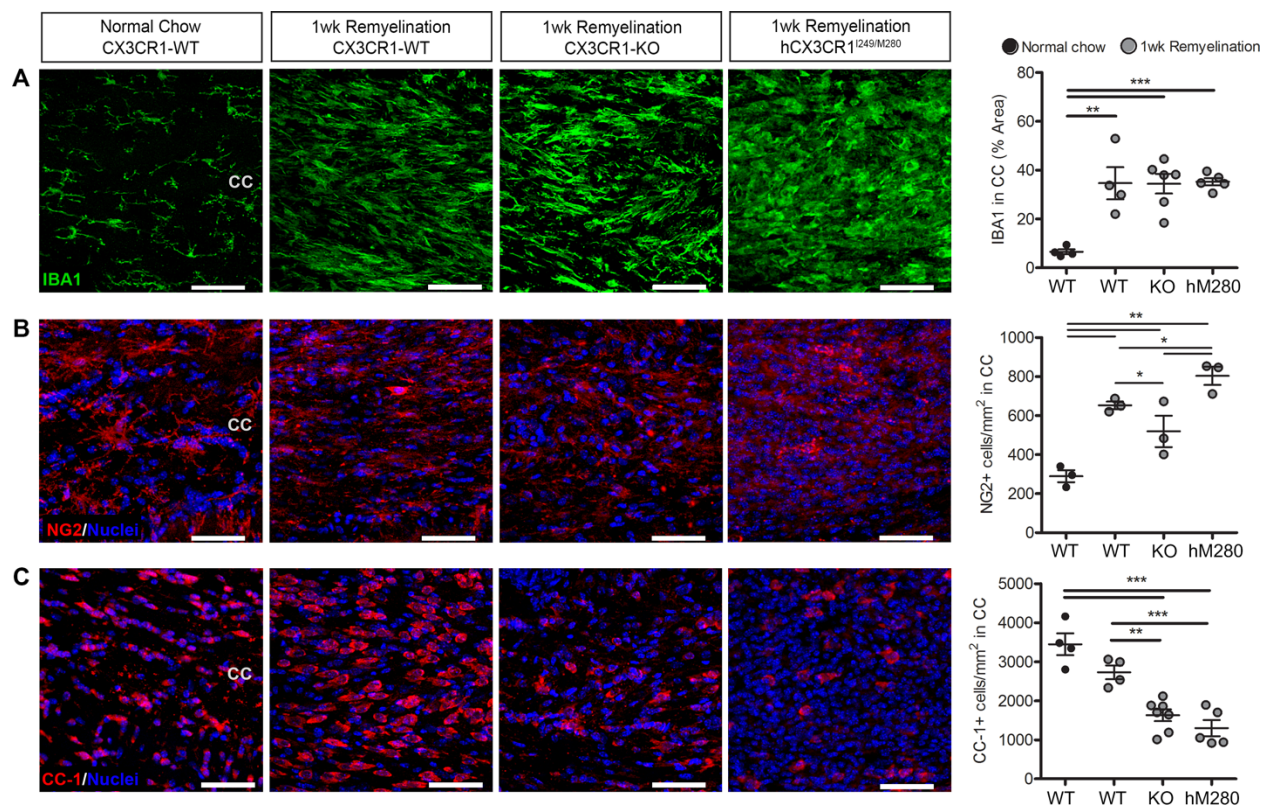 Normal Chow
CX3CR1-WT
1wk Remyelination
CX3CR1-WT
1wk Remyelination
CX3CR1-KO
1wk Remyelination
hCX3CR1^I249/M280
Normal chow
1wk Remyelination
A
CC
IBA1
IBA1 in CC (% Area)
80
60
40
20
0
**
***
WT
WT
KO
hM280
B
CC
NG2/Nuclei
NG2+ cells/mm² in CC
1000
800
600
400
200
0
**
*
*
WT
WT
KO
hM280
C
CC
CC-1/Nuclei
CC-1+ cells/mm² in CC
5000
4000
3000
2000
1000
0
***
***
**
WT
WT
KO
hM280